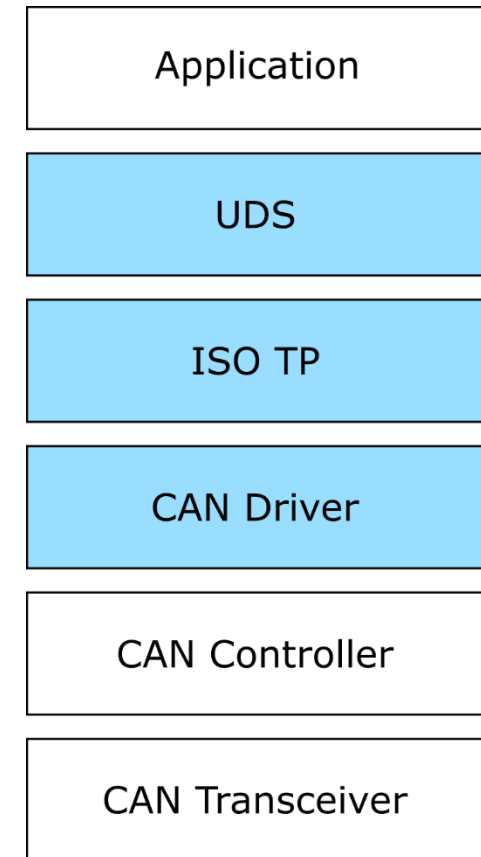 Application
UDS
ISO TP
CAN Driver
CAN Controller
CAN Transceiver